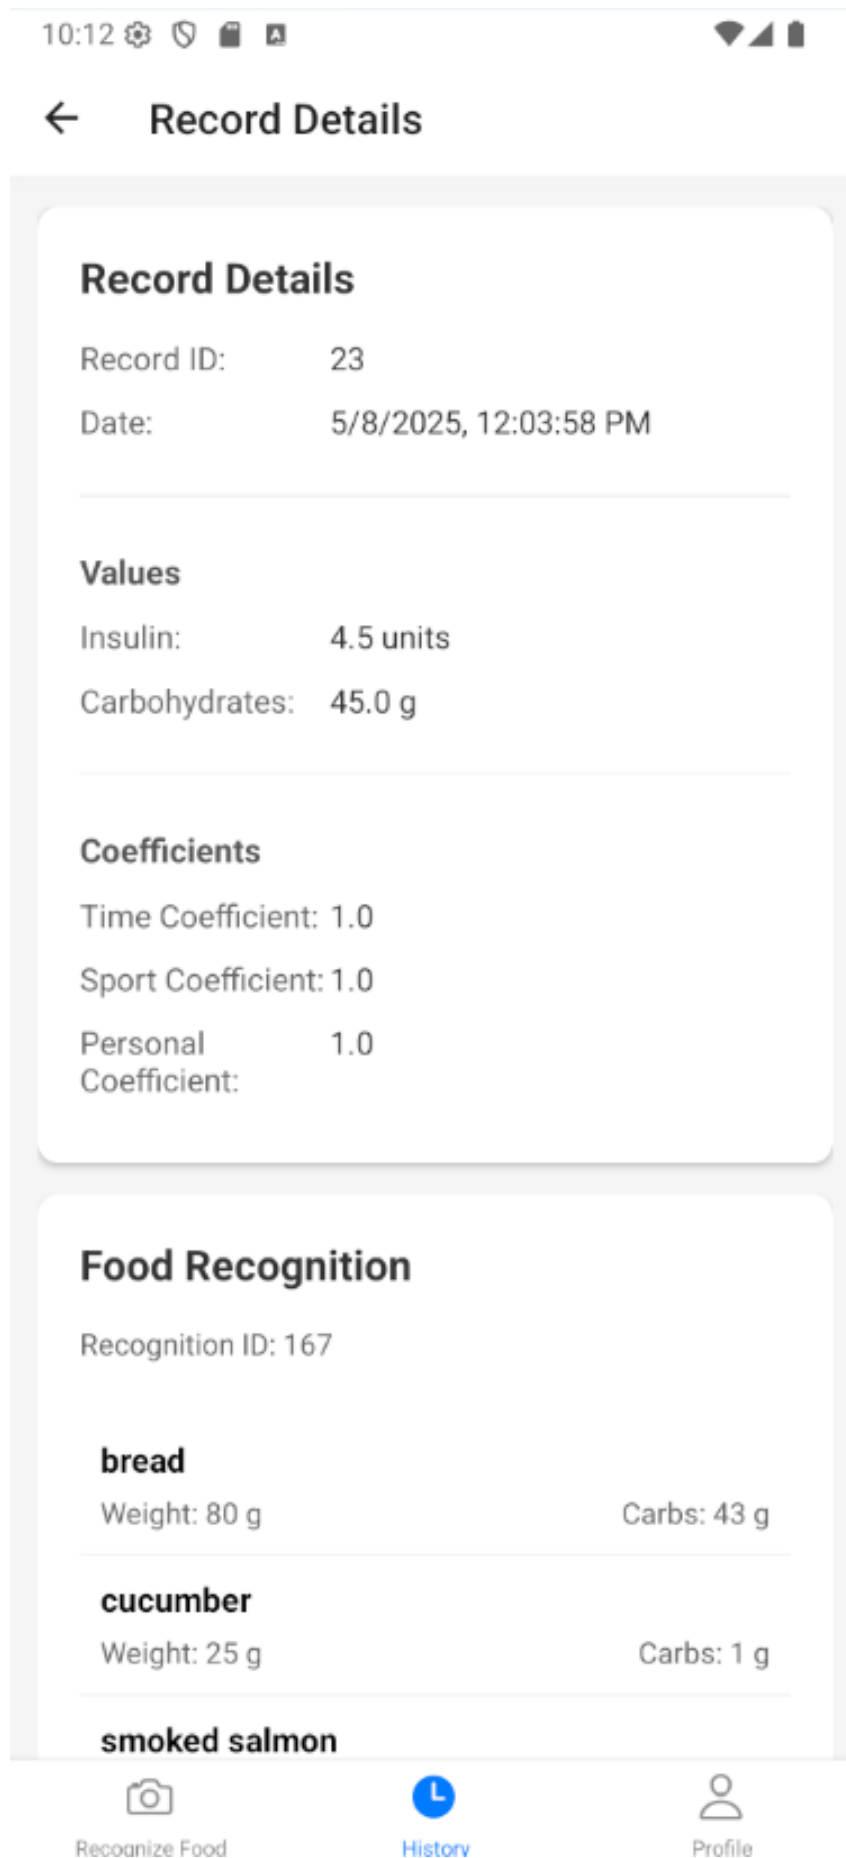 10:12
Record Details
Record Details
Record ID: 23
Date: 5/8/2025, 12:03:58 PM
Values
Insulin: 4.5 units
Carbohydrates: 45.0 g
Coefficients
Time Coefficient: 1.0
Sport Coefficient: 1.0
Personal 1.0
Coefficient:
Food Recognition
Recognition ID: 167
bread
Weight: 80 g Carbs: 43 g
cucumber
Weight: 25 g Carbs: 1 g
smoked salmon
Recognize Food History Profile